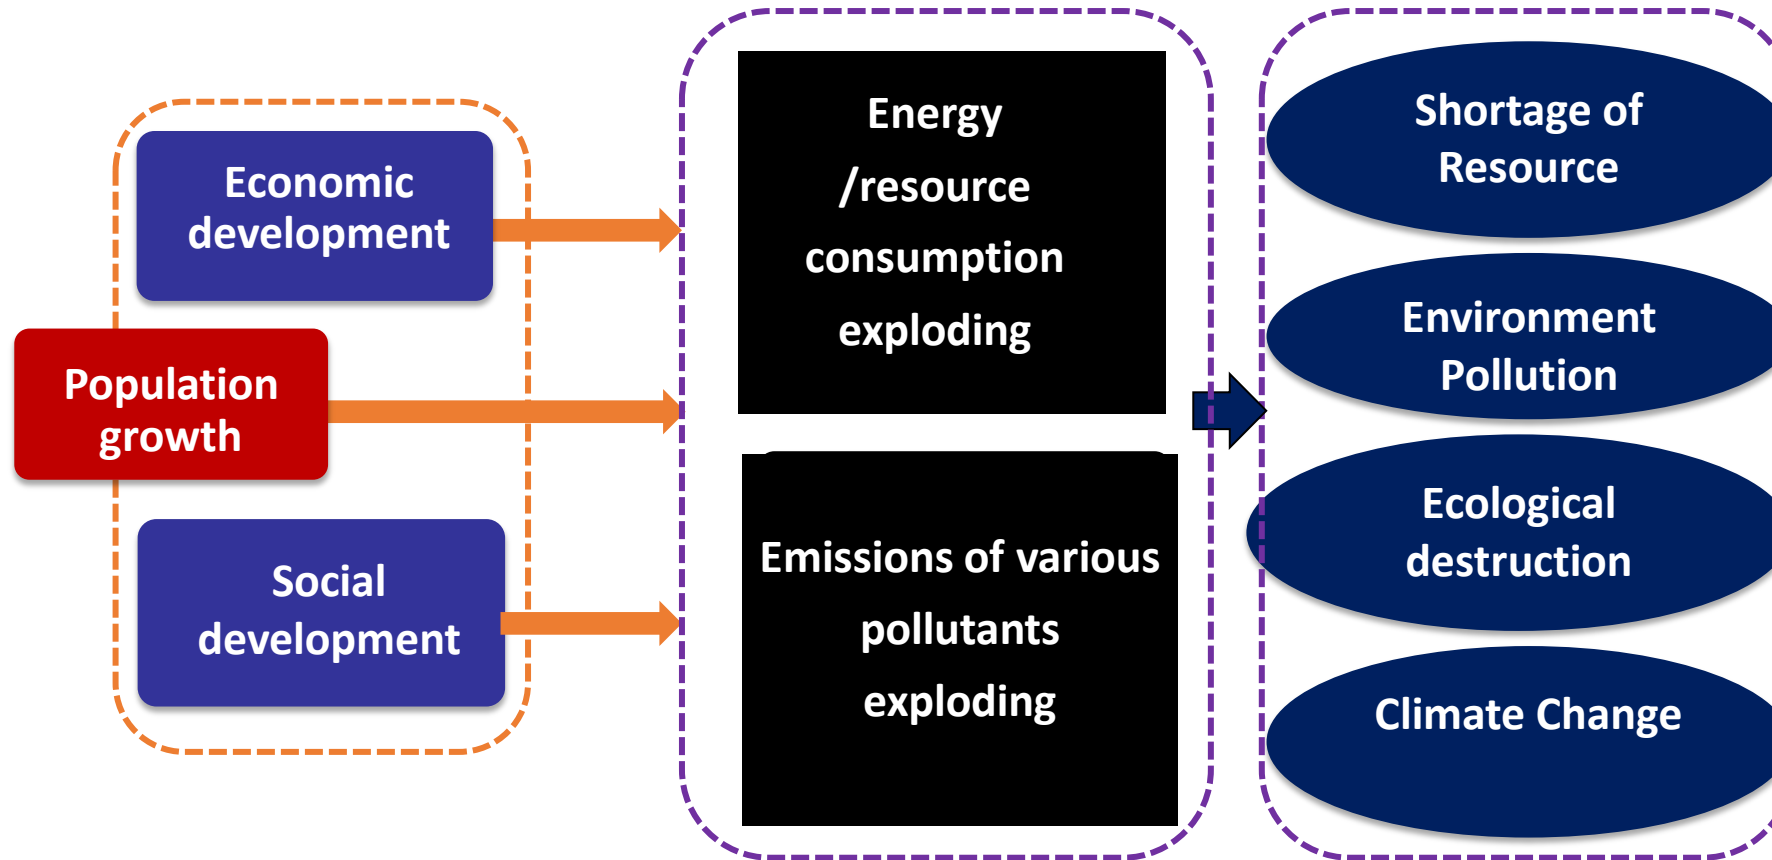 Economic
development
Population
growth
Social
development
Energy
/resource
consumption
exploding
Emissions of various
pollutants
exploding
Shortage of
Resource
Environment
Pollution
Ecological
destruction
Climate Change